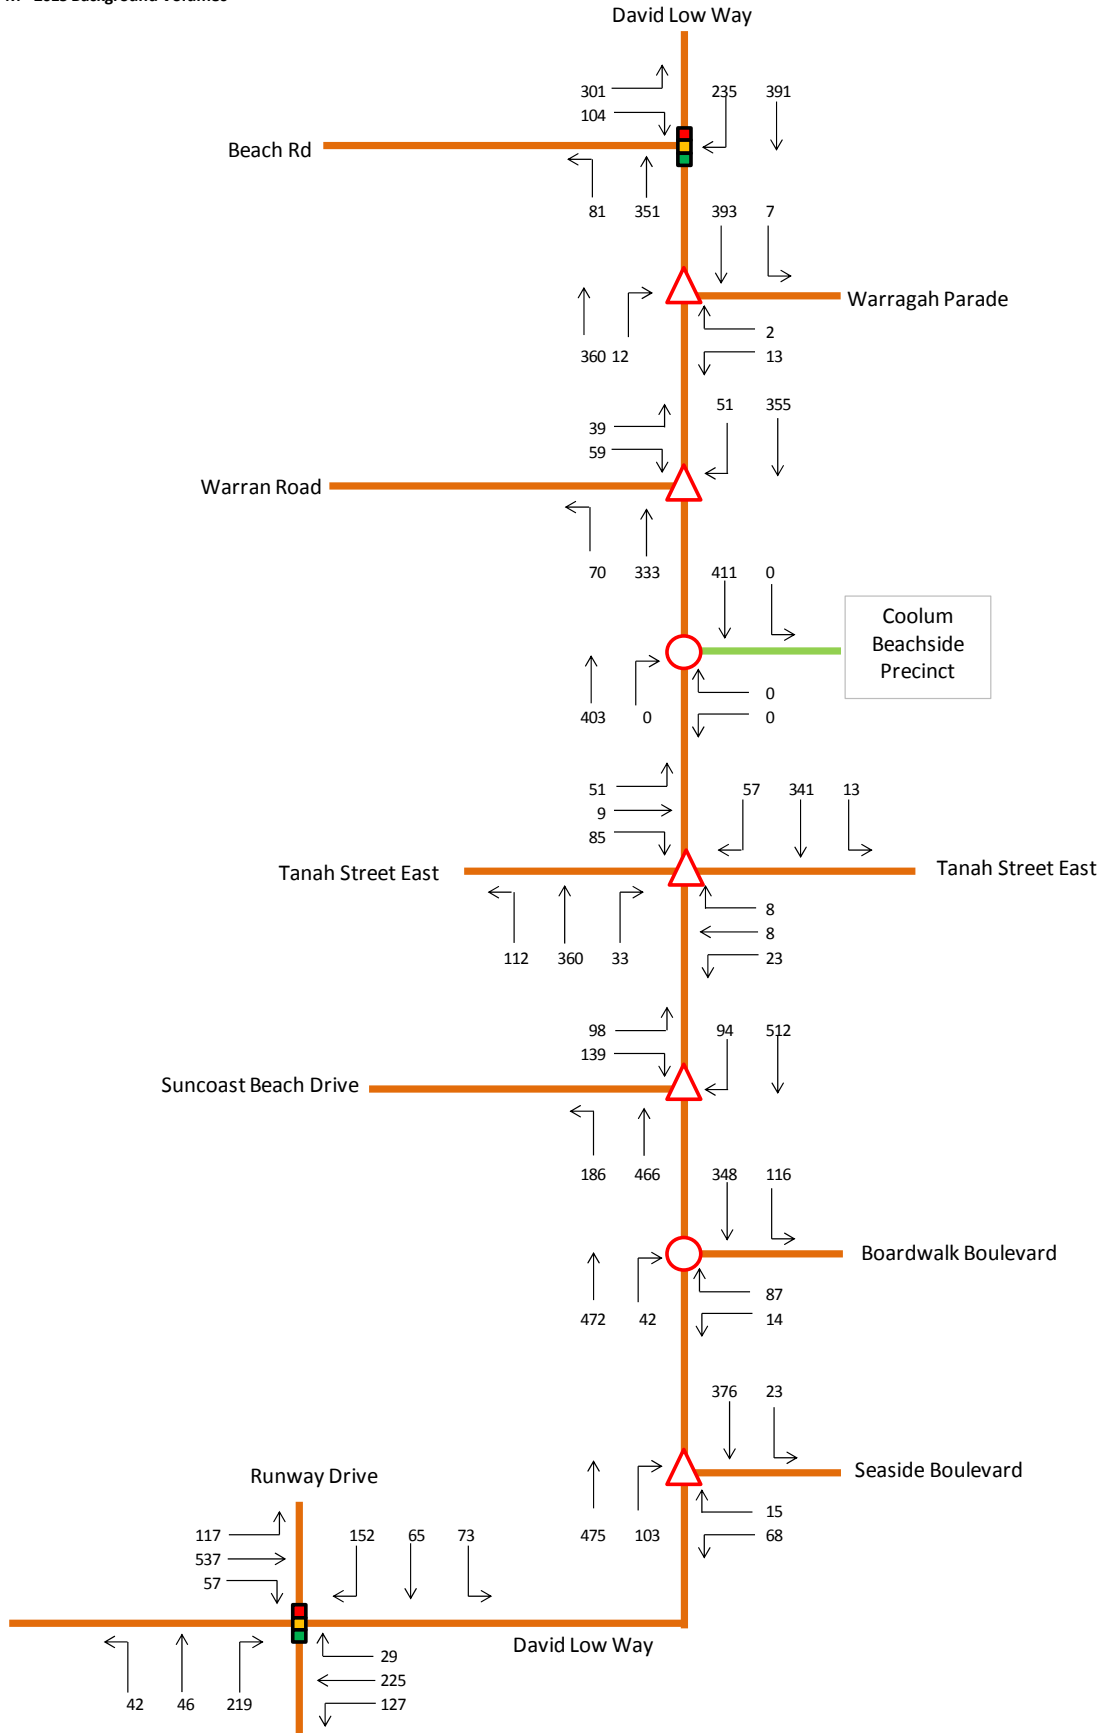 David Low Way
301 235 391
104
Beach Rd
81 351 393 7
Warragah Parade
2
360 12 13
39 51 355
59
Warran Road
70 333 411 0
Coolum
Beachside
Precinct
0
403 0 0
51 57 341 13
9
85
Tanah Street East Tanah Street East
8
8
112 360 33 23
98 94 512
139
Suncoast Beach Drive
186 466 348 116
Boardwalk Boulevard
87
472 42 14
376 23
Runway Drive Seaside Boulevard
15
117 152 65 73 475 103 68
537
57
David Low Way
29
225
42 46 219 127